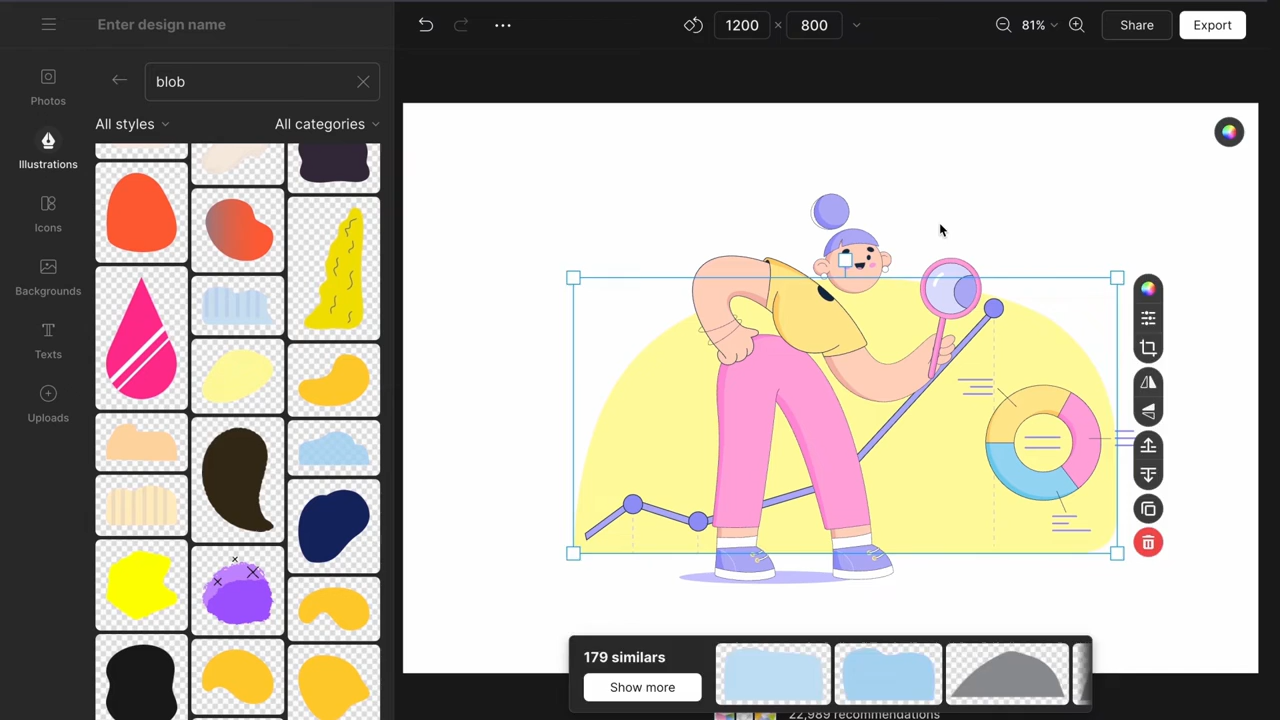 Enter design name
1200 × 800
81%
Share
Export
Photos
Illustrations
Icons
Backgrounds
Texts
Uploads
blob
All styles
All categories
179 similars
Show more
22,989 recommendations